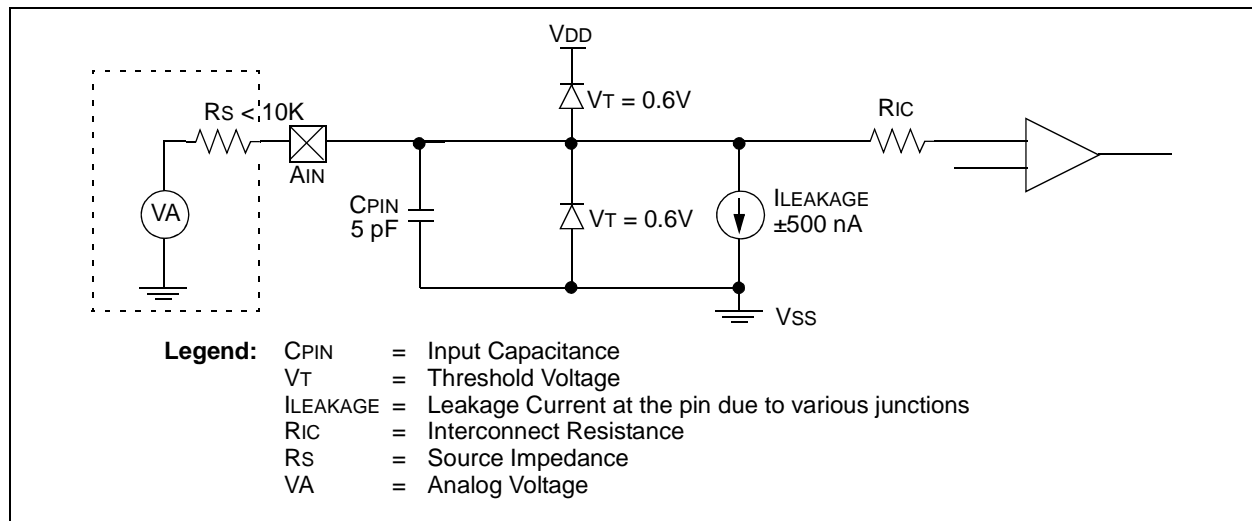 VDD
VT = 0.6V
RS < 10K
RIC
AIN
VA
CPIN
5 pF
VT = 0.6V
ILEAKAGE
±500 nA
VSS
Legend: CPIN = Input Capacitance
VT = Threshold Voltage
ILEAKAGE = Leakage Current at the pin due to various junctions
RIC = Interconnect Resistance
RS = Source Impedance
VA = Analog Voltage